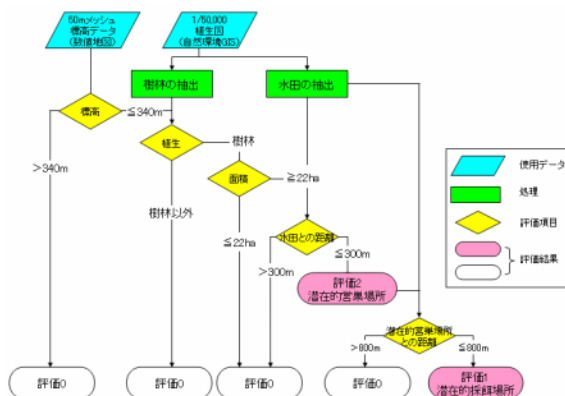 50mメッシュ
標高データ
(数値地図)
1/50,000
植生図
(自然環境GIS)
樹林の抽出
水田の抽出
標高
≦340m
植生
樹林
面積
≧22ha
>340m
樹林以外
≦22ha
水田との距離
>300m
≦300m
評価2
潜在的営巣場所
潜在的営巣場所
との距離
>800m
≦800m
評価0
評価0
評価0
評価0
評価1
潜在的採餌場所
使用データ
処理
評価項目
評価結果